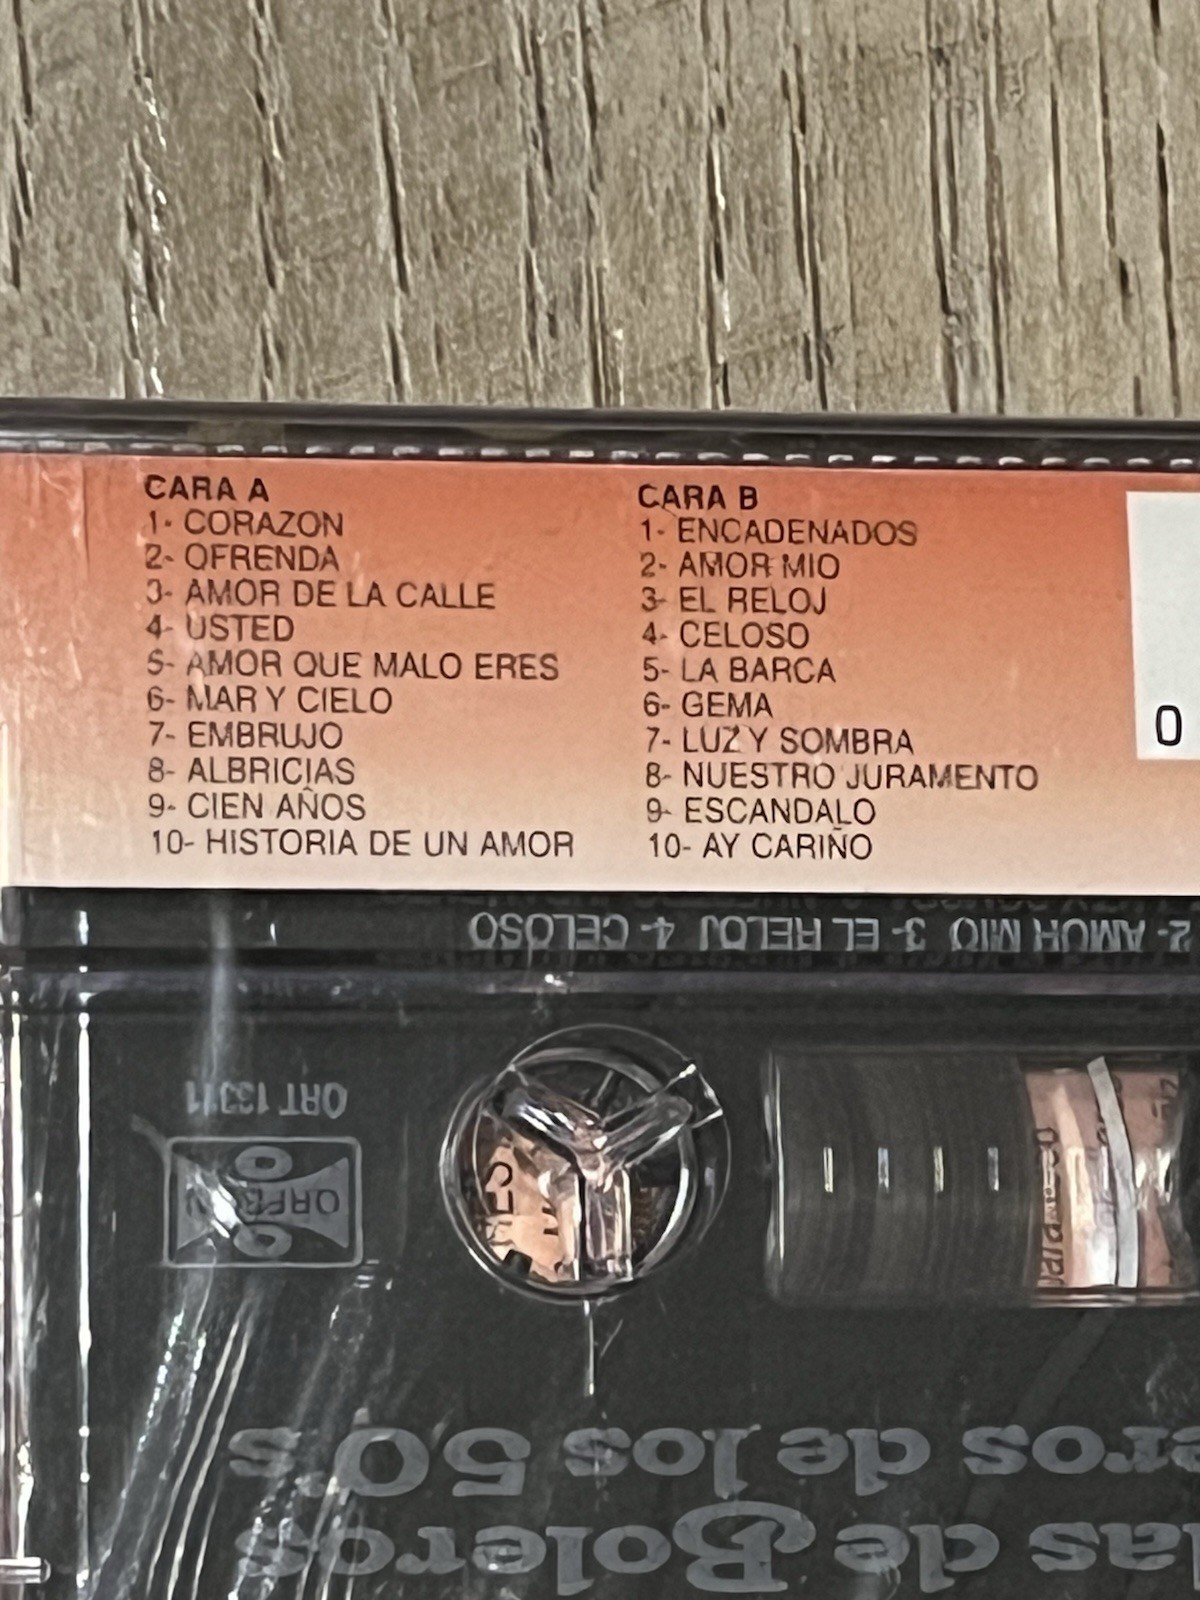 CARA A
1- CORAZON
2- OFRENDA
3- AMOR DE LA CALLE
4- USTED
5- AMOR QUE MALO ERES
6- MAR Y CIELO
7- EMBRUJO
8- ALBRICIAS
9- CIEN AÑOS
10- HISTORIA DE UN AMOR
CARA B
1- ENCADENADOS
2- AMOR MIO
3- EL RELOJ
4- CELOSO
5- LA BARCA
6- GEMA
7- LUZ Y SOMBRA
8- NUESTRO JURAMENTO
9- ESCANDALO
10- AY CARIÑO
0
2- AMOR MIO 3- EL RELOJ 4- CELOSO
ORT 13311
ORFEON
de Boleros
de los 50's